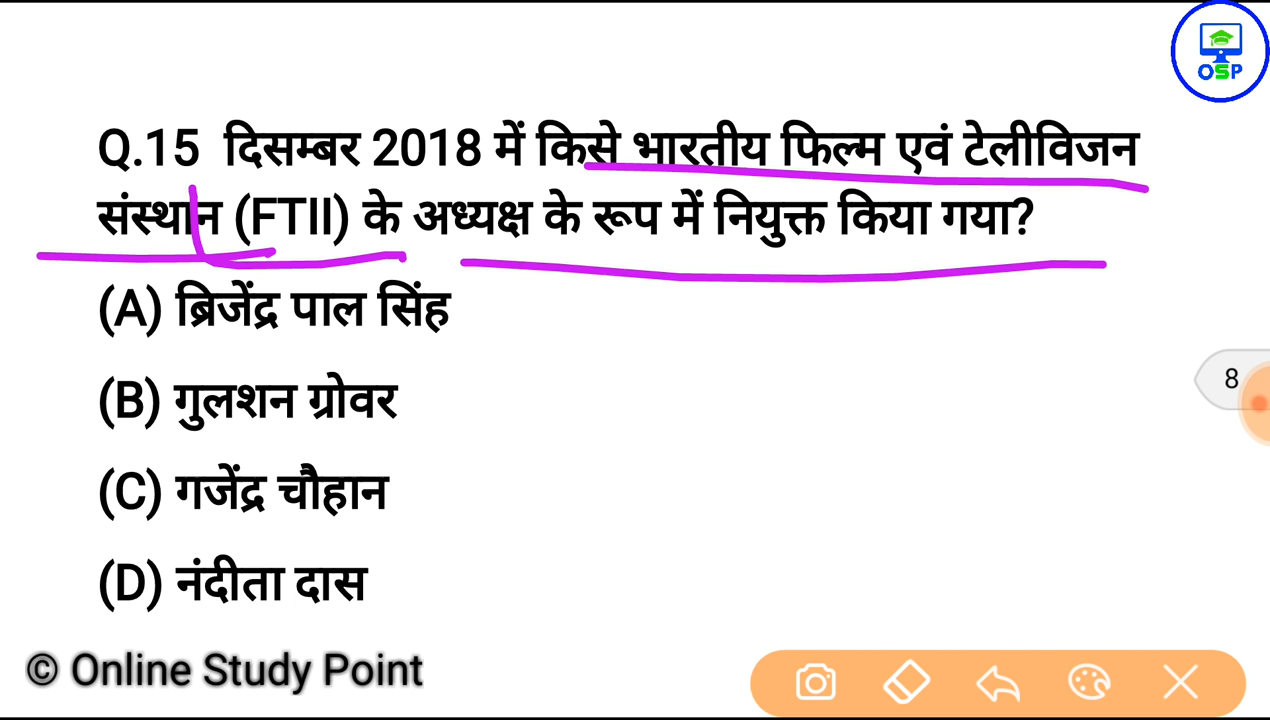 OSP
Q.15 दिसम्बर 2018 में किसे भारतीय फिल्म एवं टेलीविजन
संस्थान (FTII) के अध्यक्ष के रूप में नियुक्त किया गया?
(A) ब्रिजेंद्र पाल सिंह
(B) गुलशन ग्रोवर
8
(C) गजेंद्र चौहान
(D) नंदीता दास
© Online Study Point